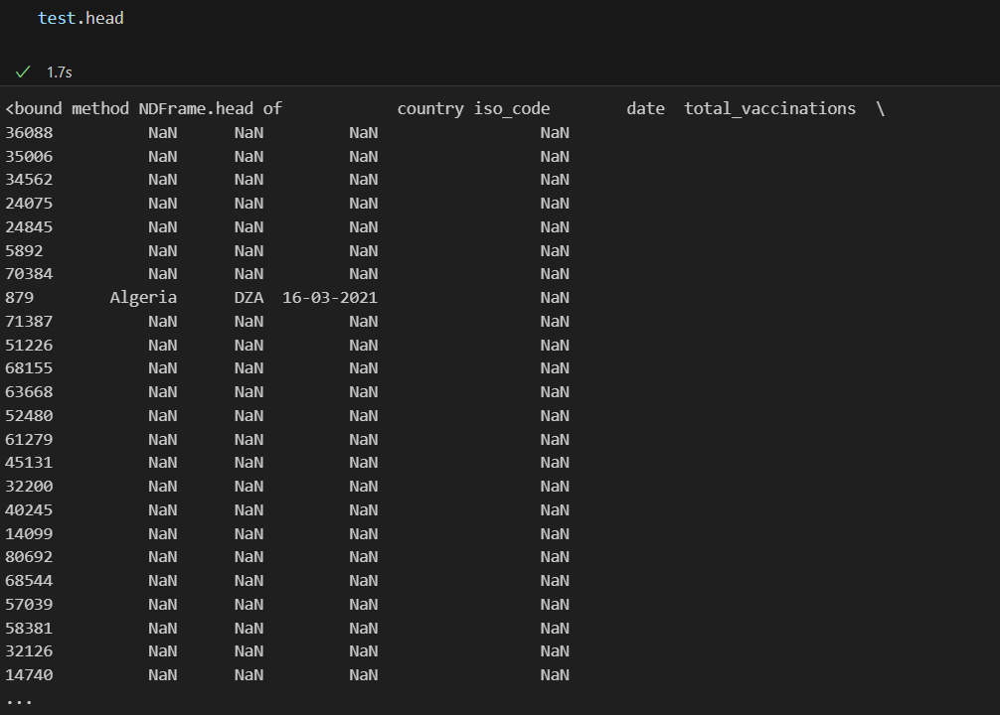 test.head
1.7s
<bound method NDFrame.head of            country iso_code        date  total_vaccinations  \
36088          NaN      NaN         NaN                 NaN
35006          NaN      NaN         NaN                 NaN
34562          NaN      NaN         NaN                 NaN
24075          NaN      NaN         NaN                 NaN
24845          NaN      NaN         NaN                 NaN
5892           NaN      NaN         NaN                 NaN
70384          NaN      NaN         NaN                 NaN
879        Algeria      DZA  16-03-2021                 NaN
71387          NaN      NaN         NaN                 NaN
51226          NaN      NaN         NaN                 NaN
68155          NaN      NaN         NaN                 NaN
63668          NaN      NaN         NaN                 NaN
52480          NaN      NaN         NaN                 NaN
61279          NaN      NaN         NaN                 NaN
45131          NaN      NaN         NaN                 NaN
32200          NaN      NaN         NaN                 NaN
40245          NaN      NaN         NaN                 NaN
14099          NaN      NaN         NaN                 NaN
80692          NaN      NaN         NaN                 NaN
68544          NaN      NaN         NaN                 NaN
57039          NaN      NaN         NaN                 NaN
58381          NaN      NaN         NaN                 NaN
32126          NaN      NaN         NaN                 NaN
14740          NaN      NaN         NaN                 NaN
...